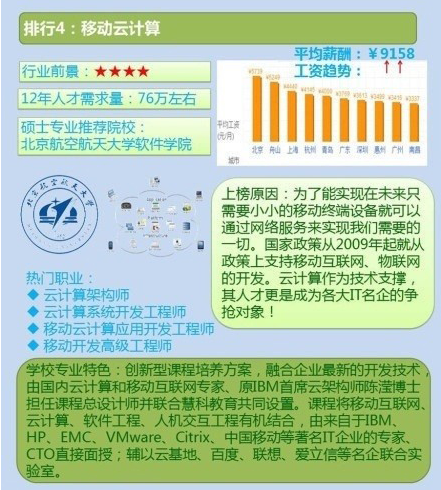 排行4：移动云计算
平均薪酬：￥9158
工资趋势：↑ ↑
行业前景：★★★★
12年人才需求量：76万左右
硕士专业推荐院校：
北京航空航天大学软件学院
平均工资
(元/月)
北京 舟山 上海 杭州 青岛 广东 深圳 惠州 广州 南昌
城市
北京航空航天大学
上榜原因：为了能实现在未来只
需要小小的移动终端设备就可以
通过网络服务来实现我们需要的
一切。国家政策从2009年起就从
政策上支持移动互联网、物联网
的开发。云计算作为技术支撑，
其人才更是成为各大IT名企的争
抢对象！
热门职业：
◆ 云计算架构师
◆ 云计算系统开发工程师
◆ 移动云计算应用开发工程师
◆ 移动开发高级工程师
学校专业特色：创新型课程培养方案，融合企业最新的开发技术，
由国内云计算和移动互联网专家、原IBM首席云架构师陈滢博士
担任课程总设计师并联合慧科教育共同设置。课程将移动互联网、
云计算、软件工程、人机交互工程有机结合，由来自于IBM、
HP、EMC、VMware、Citrix、中国移动等著名IT企业的专家、
CTO直接面授；辅以云基地、百度、联想、爱立信等名企联合实
验室。